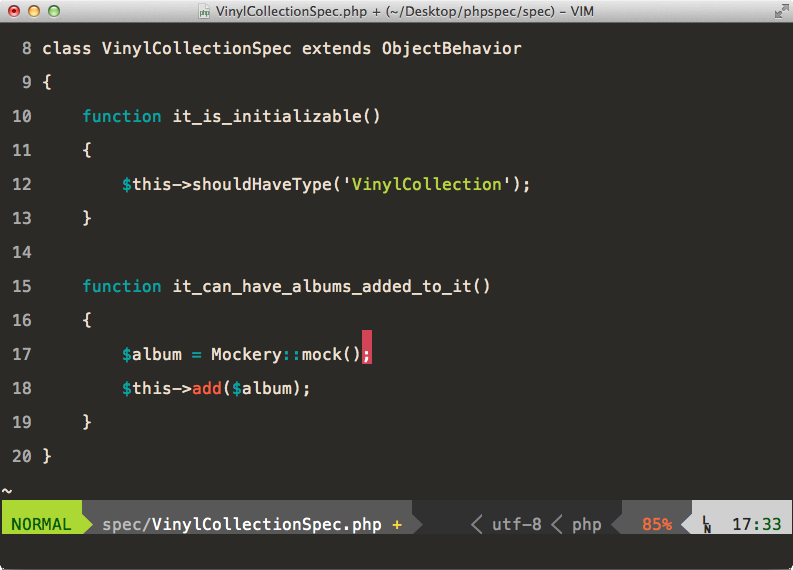 VinylCollectionSpec.php + (~/Desktop/phpspec/spec) – VIM
8 class VinylCollectionSpec extends ObjectBehavior
9 {
10     function it_is_initializable()
11     {
12         $this->shouldHaveType('VinylCollection');
13     }
14
15     function it_can_have_albums_added_to_it()
16     {
17         $album = Mockery::mock();
18         $this->add($album);
19     }
20 }
~
NORMAL spec/VinylCollectionSpec.php + utf-8 php 85% LN 17:33